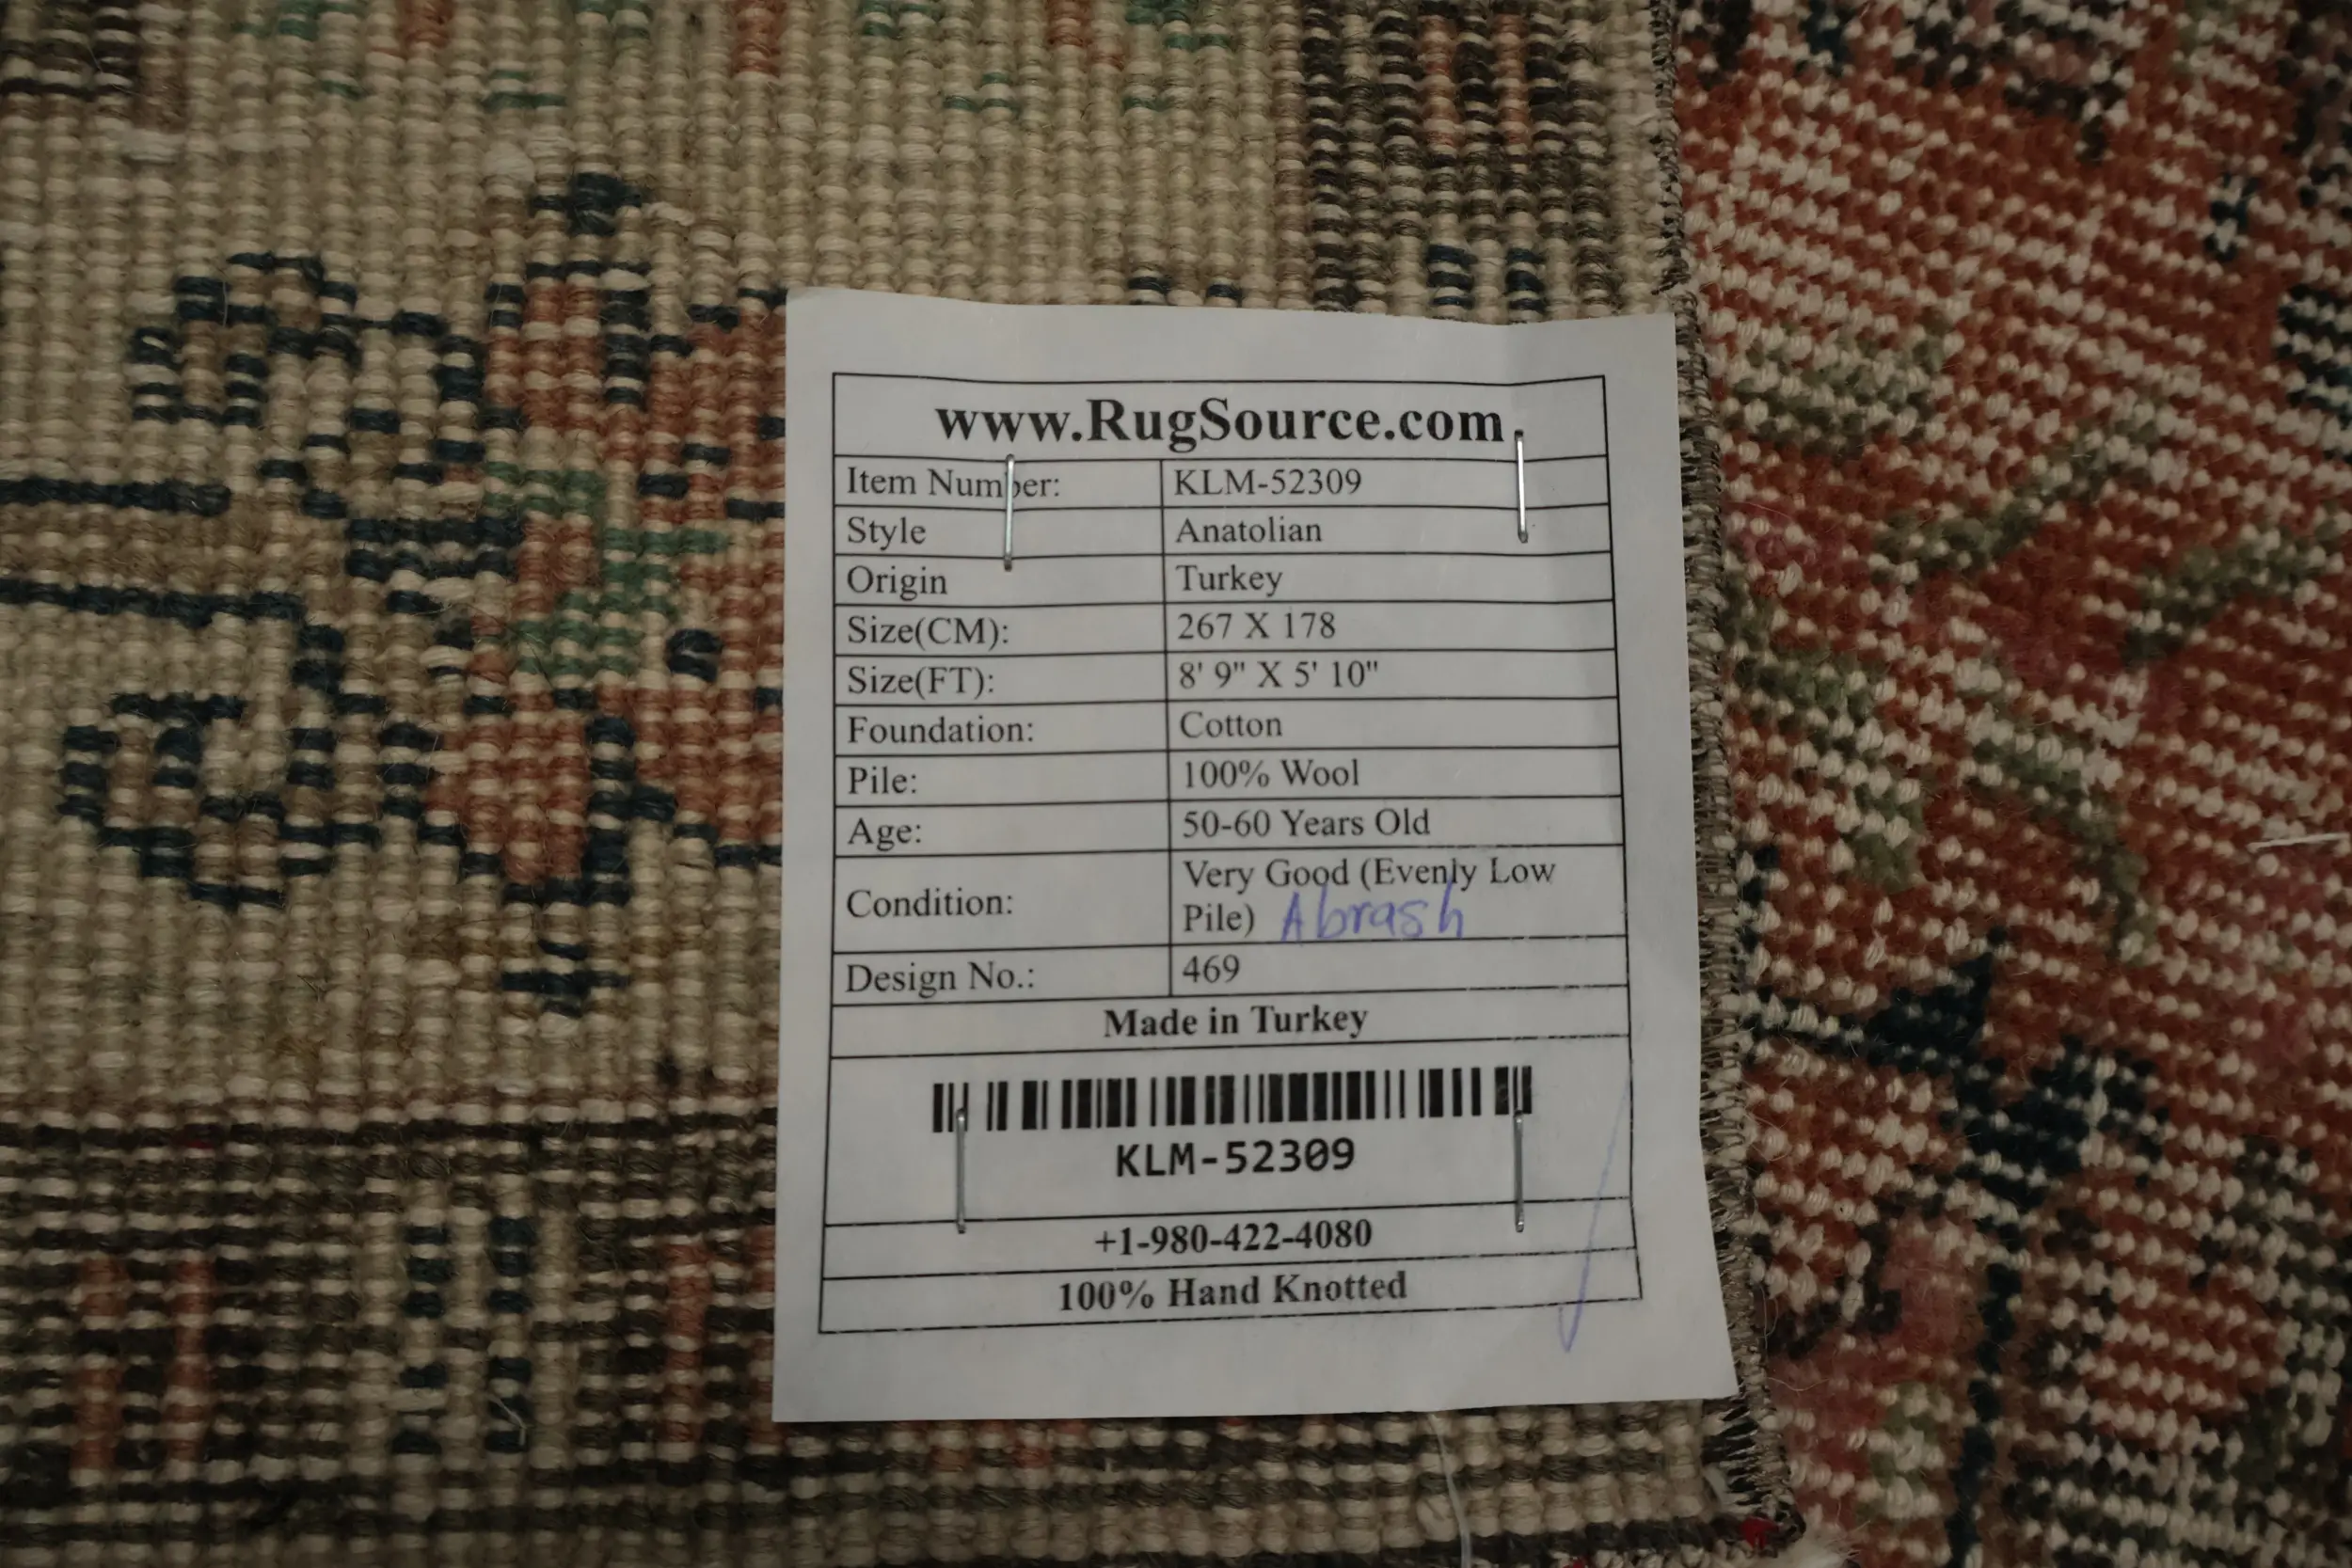 www.RugSource.com
Item Number: KLM-52309
Style Anatolian
Origin Turkey
Size(CM): 267 X 178
Size(FT): 8' 9" X 5' 10"
Foundation: Cotton
Pile: 100% Wool
Age: 50-60 Years Old
Condition: Very Good (Evenly Low
Pile) Abrash
Design No.: 469
Made in Turkey
KLM-52309
+1-980-422-4080
100% Hand Knotted